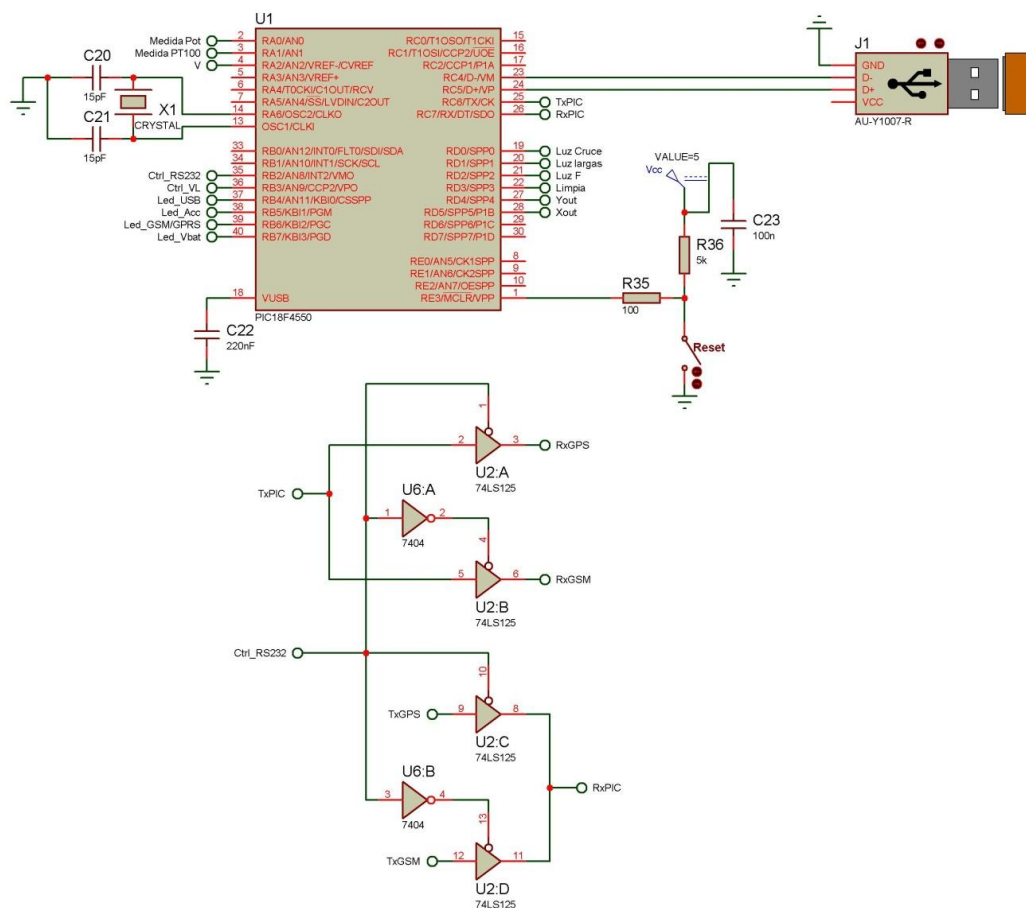 U1
Medida Pot
2
RA0/AN0
RC0/T1OSO/T1CKI
15
Medida PT100
3
RA1/AN1
RC1/T1OSI/CCP2/UOE
16
V
4
RA2/AN2/VREF-/CVREF
RC2/CCP1/P1A
17
5
RA3/AN3/VREF+
RC4/D-/VM
23
6
RA4/T0CKI/C1OUT/RCV
RC5/D+/VP
24
7
RA5/AN4/SS/LVDIN/C2OUT
RC6/TX/CK
25
TxPIC
14
RA6/OSC2/CLKO
RC7/RX/DT/SDO
26
RxPIC
13
OSC1/CLKI
33
RB0/AN12/INT0/FLT0/SDI/SDA
RD0/SPP0
19
Luz Cruce
34
RB1/AN10/INT1/SCK/SCL
RD1/SPP1
20
Luz largas
Ctrl_RS232
35
RB2/AN8/INT2/VMO
RD2/SPP2
21
Luz F
Ctrl_VL
36
RB3/AN9/CCP2/VPO
RD3/SPP3
22
Limpia
Led_USB
37
RB4/AN11/KBI0/CSSPP
RD4/SPP4
27
Yout
Led_Acc
38
RB5/KBI1/PGM
RD5/SPP5/P1B
28
Xout
Led_GSM/GPRS
39
RB6/KBI2/PGC
RD6/SPP6/P1C
29
Led_Vbat
40
RB7/KBI3/PGD
RD7/SPP7/P1D
30
RE0/AN5/CK1SPP
8
RE1/AN6/CK2SPP
9
RE2/AN7/OESPP
10
18
VUSB
RE3/MCLR/VPP
1
PIC18F4550
C20
15pF
X1
CRYSTAL
C21
15pF
C22
220nF
J1
GND
D-
D+
VCC
AU-Y1007-R
VALUE=5
Vcc
C23
100n
R36
5k
R35
100
Reset
1
2
3
RxGPS
U2:A
74LS125
TxPIC
U6:A
1
2
7404
4
5
6
RxGSM
U2:B
74LS125
Ctrl_RS232
10
TxGPS
9
8
U2:C
74LS125
U6:B
3
4
7404
RxPIC
13
TxGSM
12
11
U2:D
74LS125